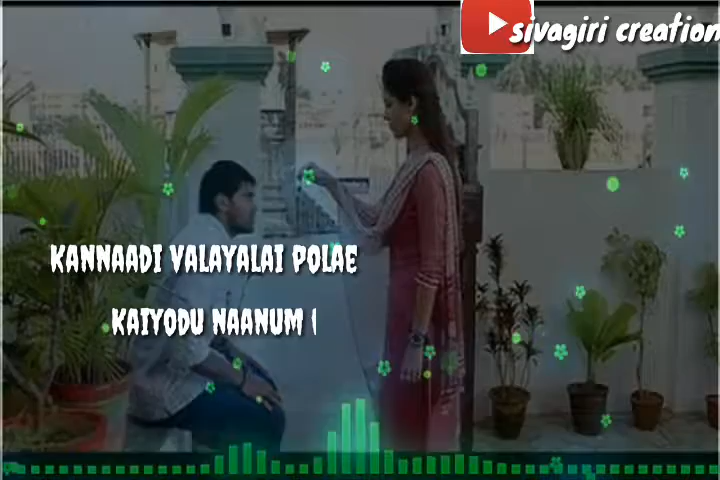 sivagiri creation
KANNAADI VALAYALAI POLAE
KAIYODU NAANUM